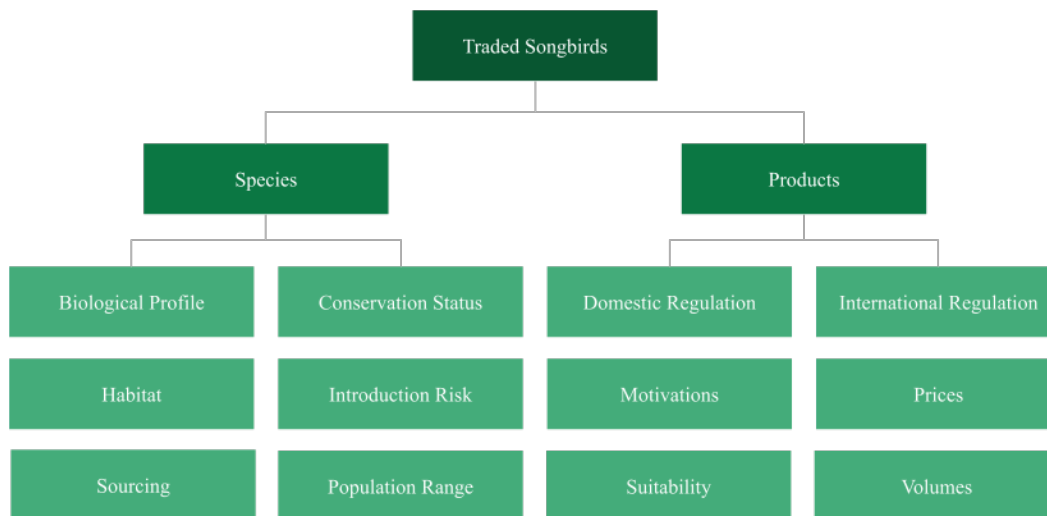 Traded Songbirds
Species
Products
Biological Profile
Conservation Status
Domestic Regulation
International Regulation
Habitat
Introduction Risk
Motivations
Prices
Sourcing
Population Range
Suitability
Volumes